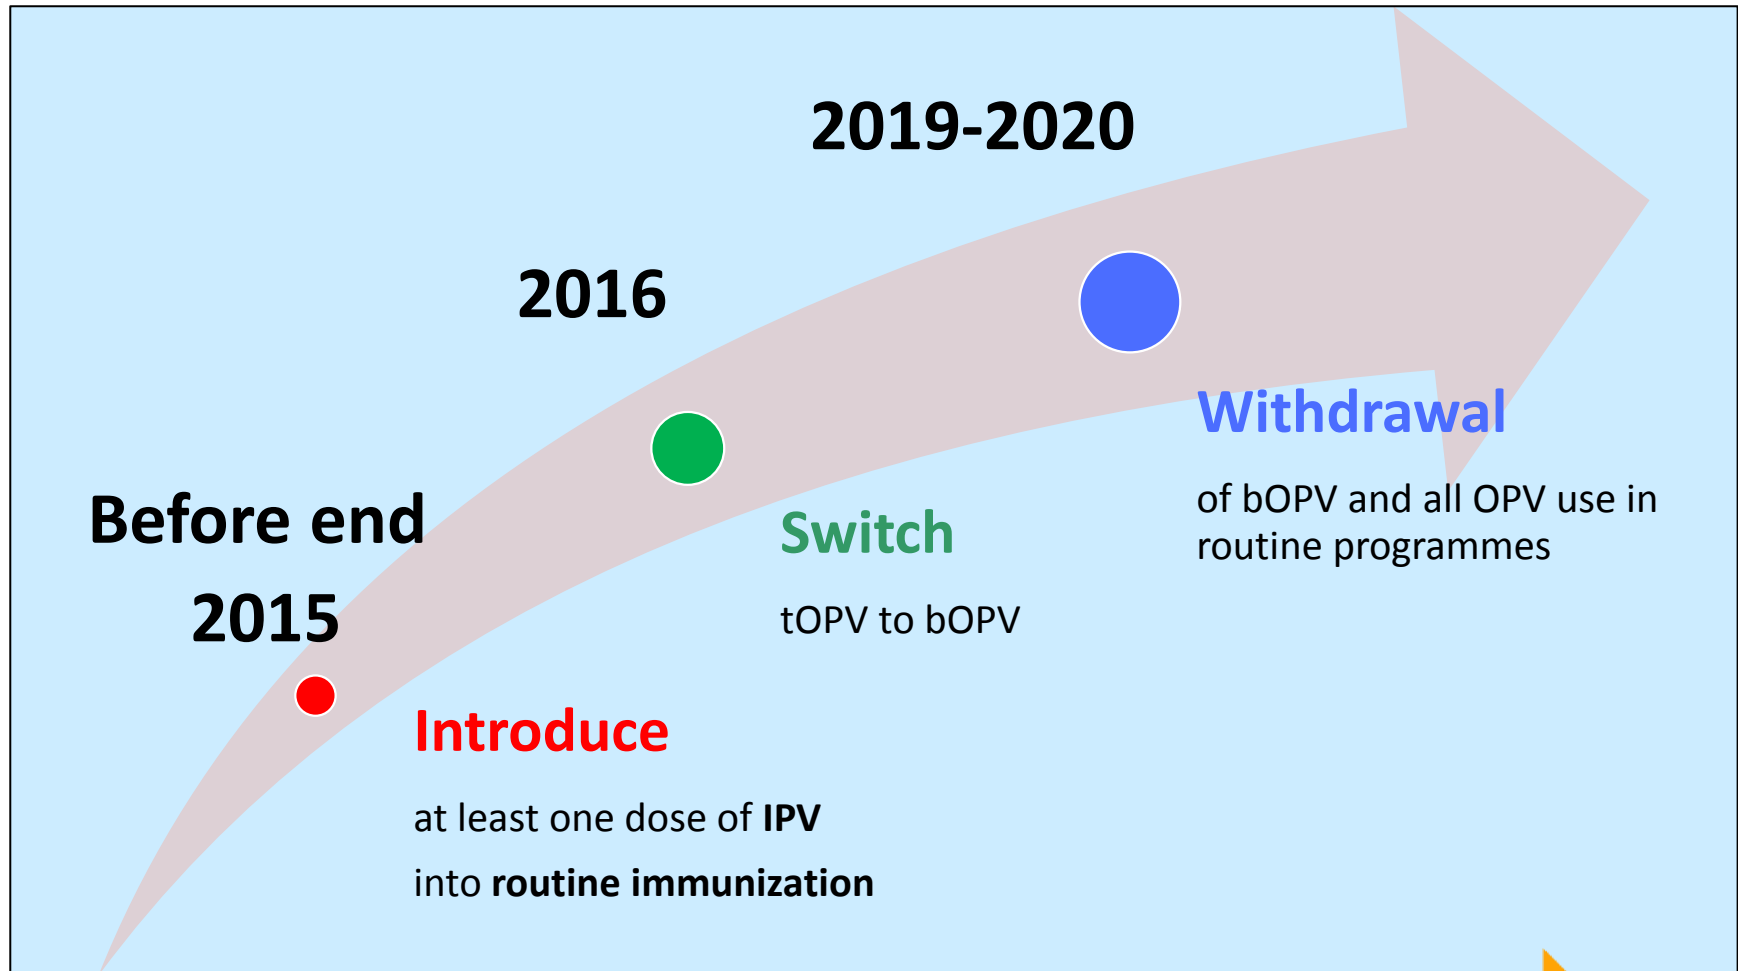 Before end
2015
Introduce
at least one dose of IPV
into routine immunization
2016
Switch
tOPV to bOPV
2019-2020
Withdrawal
of bOPV and all OPV use in
routine programmes